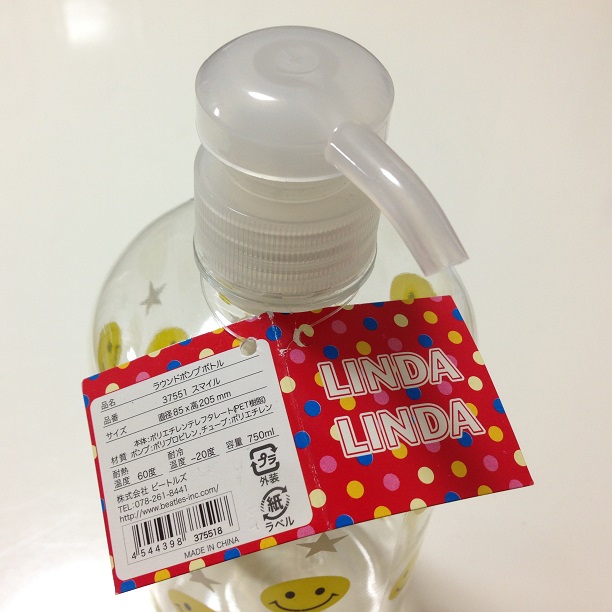 品名 ラウンドポンプ ボトル
品番 37551 スマイル
サイズ 直径85×高205mm
材質 本体:ポリエチレンテレフタレート(PET樹脂)
ポンプ:ポリプロピレン,チューブ:ポリエチレン
耐熱温度 60度 耐冷温度 -20度 容量 750ml
株式会社 ビートルズ
TEL:078-261-8441
http://www.beatles-inc.com/
プラ
外装
紙
ラベル
4 544398 375518
MADE IN CHINA
LINDA
LINDA